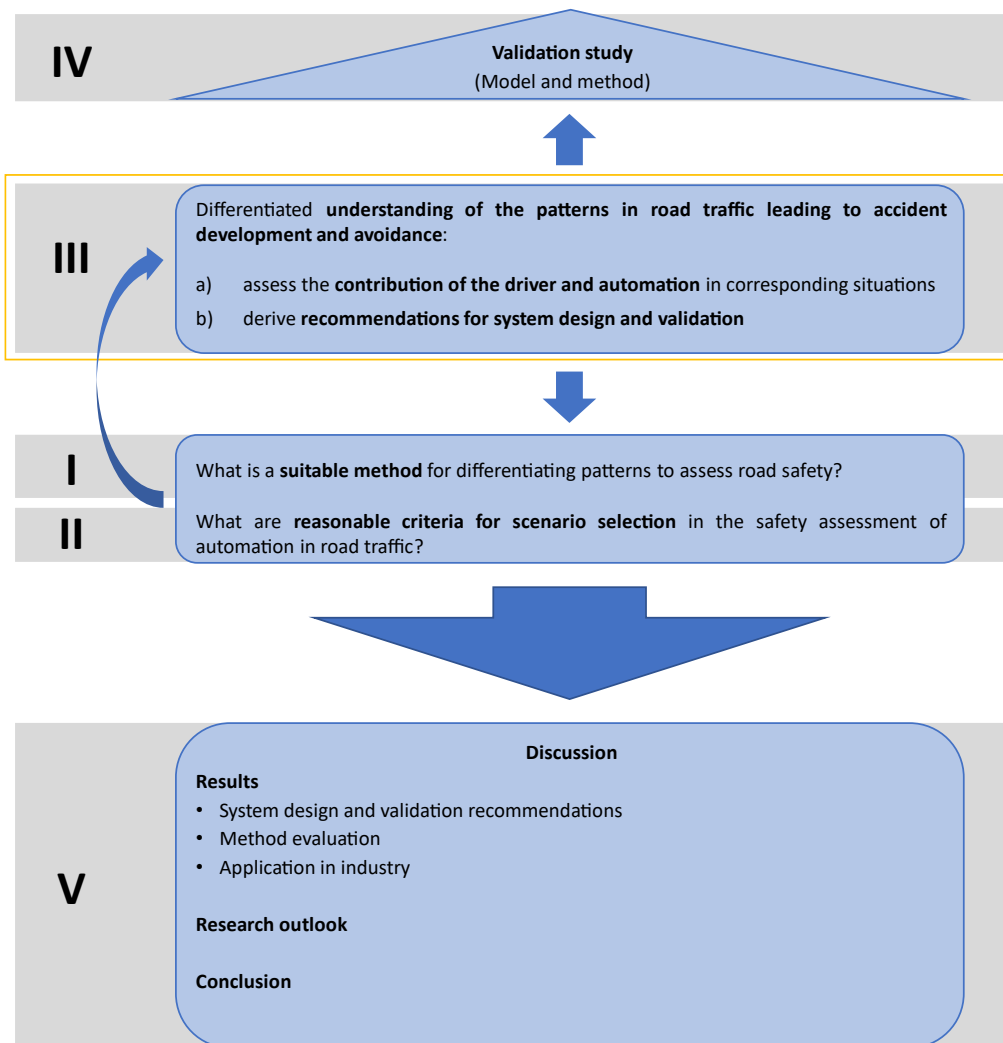 IV
Validation study
(Model and method)
III
Differentiated understanding of the patterns in road traffic leading to accident
development and avoidance:
a) assess the contribution of the driver and automation in corresponding situations
b) derive recommendations for system design and validation
I
What is a suitable method for differentiating patterns to assess road safety?
II
What are reasonable criteria for scenario selection in the safety assessment of
automation in road traffic?
V
Discussion
Results
• System design and validation recommendations
• Method evaluation
• Application in industry
Research outlook
Conclusion